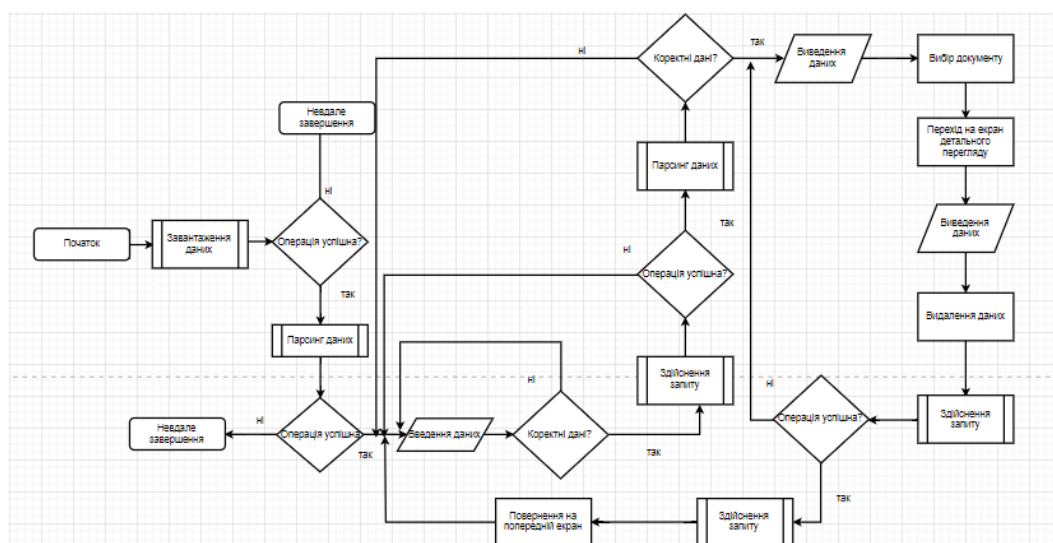 ні
Коректні дані?
так
Виведення
даних
Вибір документу
Невдале
завершення
Перехід на екран
детального
перегляду
Парсинг даних
ні
Початок
Завантаження
даних
Операція успішна?
так
ні
Операція успішна?
так
Виведення
даних
Видалення даних
Парсинг даних
ні
Здійснення
запиту
ні
Невдале
завершення
ні
Операція успішна
так
Введення даних
Коректні дані?
так
Операція успішна?
Здійснення
запиту
так
Повернення на
попередній екран
Здійснення
запиту